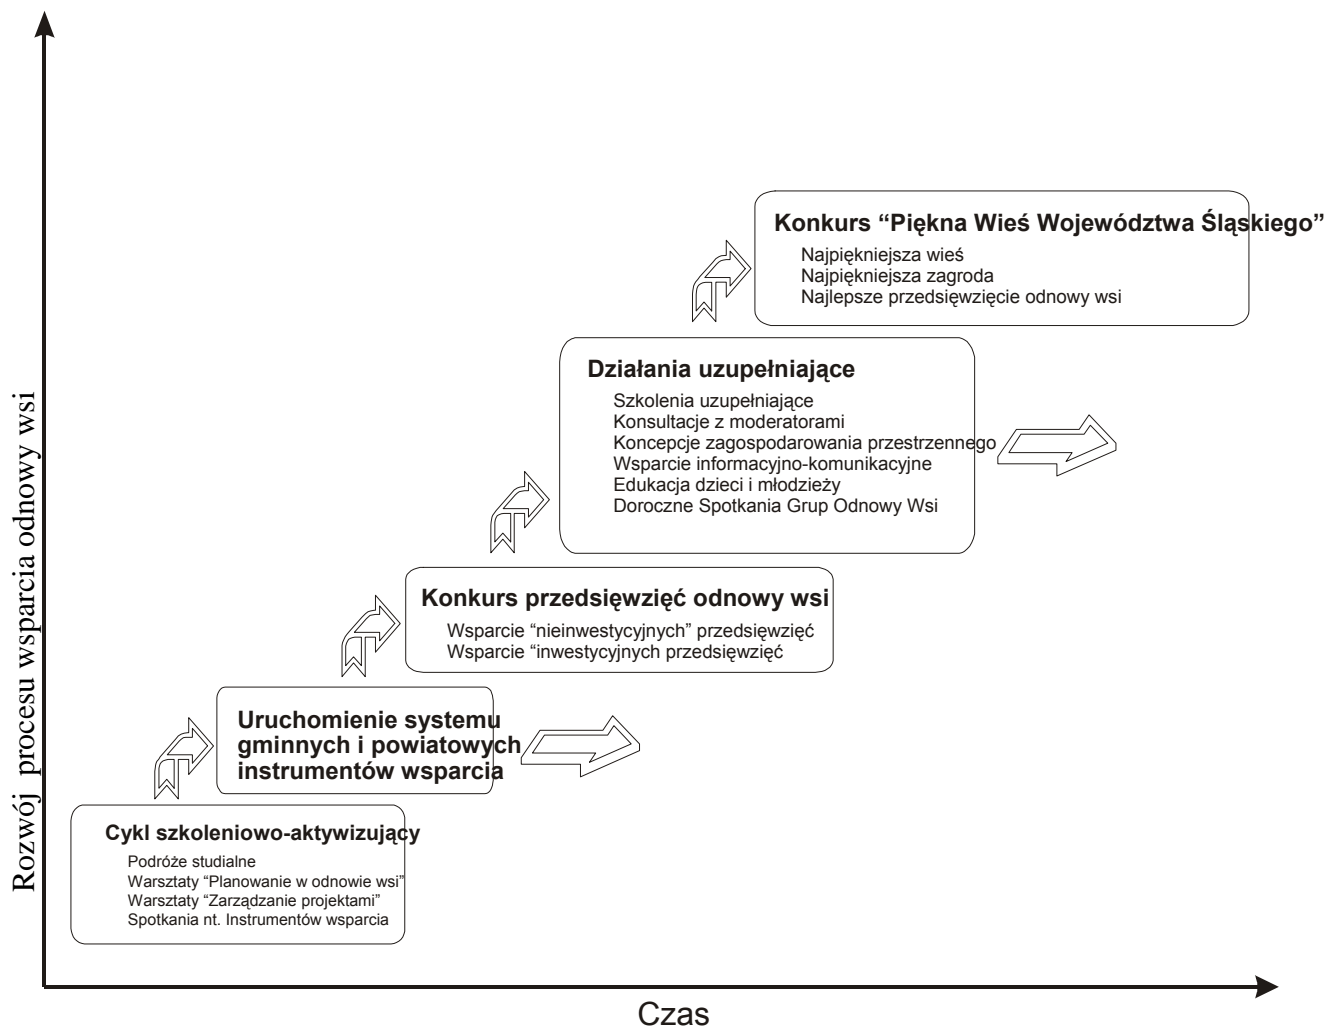 Rozwój procesu wsparcia odnowy wsi
Konkurs “Piękna Wieś Województwa Śląskiego”
Najpiękniejsza wieś
Najpiękniejsza zagroda
Najlepsze przedsięwzięcie odnowy wsi
Działania uzupełniające
Szkolenia uzupełniające
Konsultacje z moderatorami
Koncepcje zagospodarowania przestrzennego
Wsparcie informacyjno-komunikacyjne
Edukacja dzieci i młodzieży
Doroczne Spotkania Grup Odnowy Wsi
Konkurs przedsięwzięć odnowy wsi
Wsparcie “nieinwestycyjnych” przedsięwzięć
Wsparcie “inwestycyjnych przedsięwzięć
Uruchomienie systemu
gminnych i powiatowych
instrumentów wsparcia
Cykl szkoleniowo-aktywizujący
Podróże studialne
Warsztaty “Planowanie w odnowie wsi”
Warsztaty “Zarządzanie projektami”
Spotkania nt. Instrumentów wsparcia
Czas